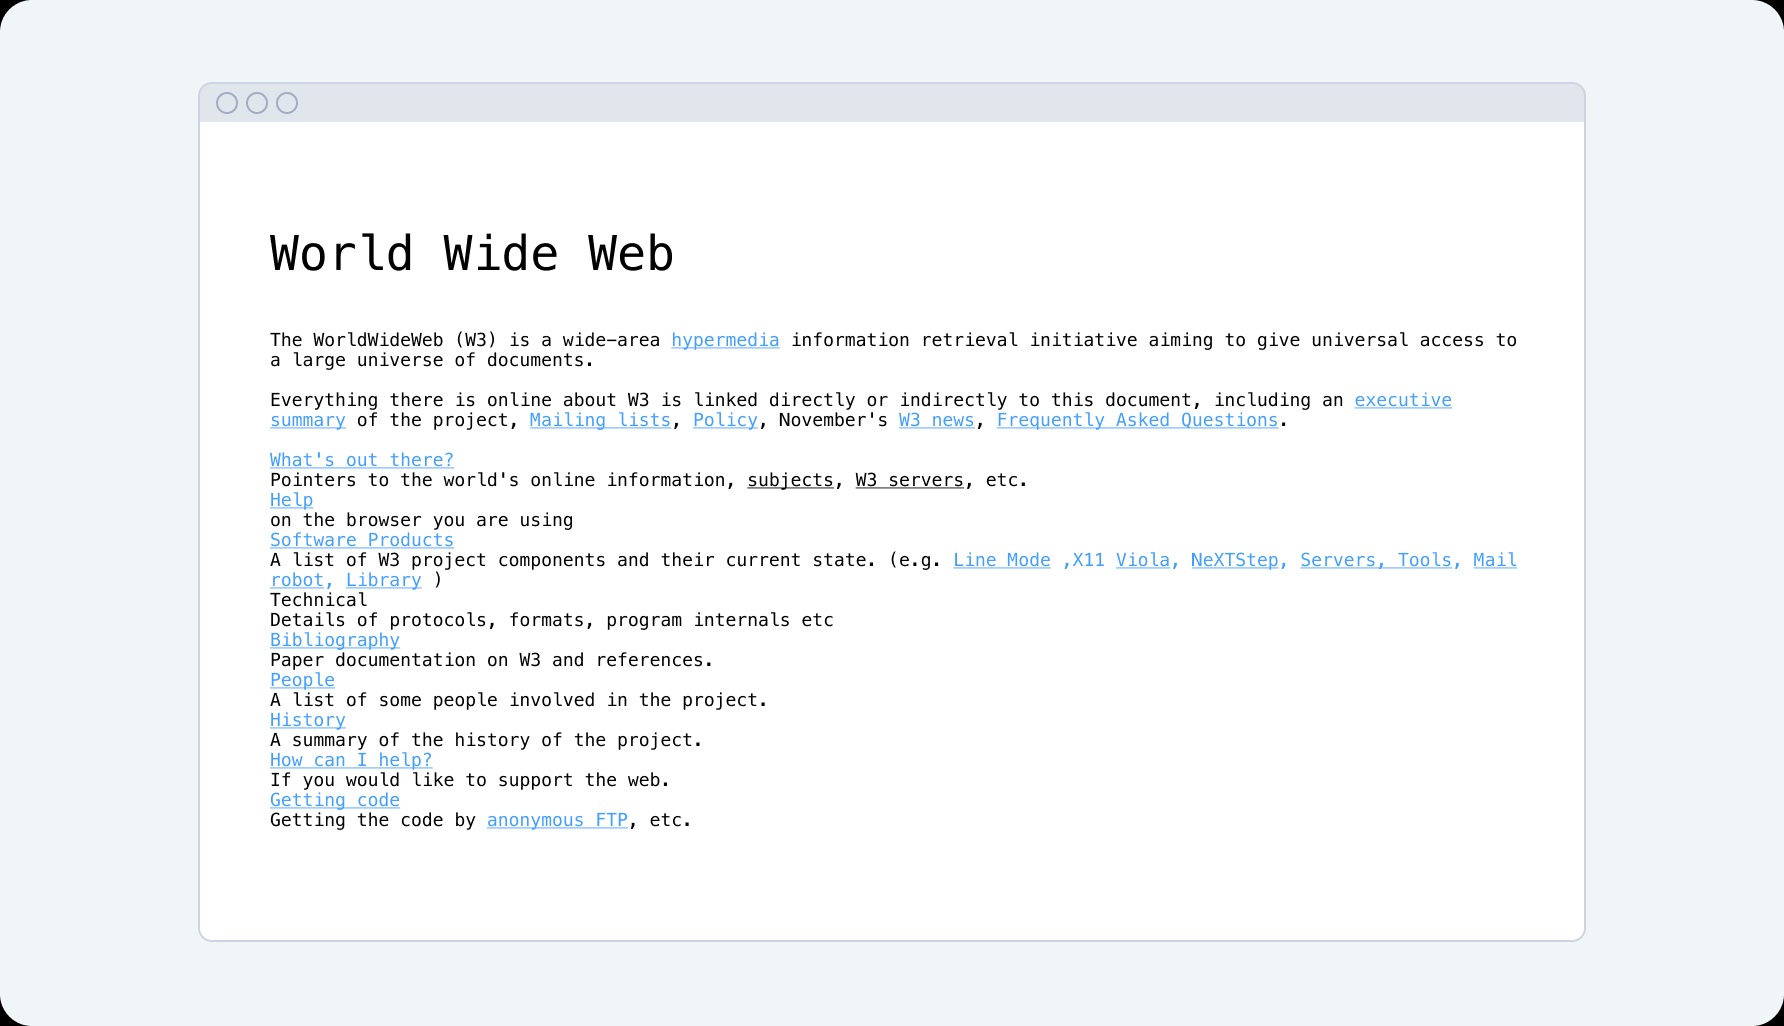 World Wide Web
The WorldWideWeb (W3) is a wide-area hypermedia information retrieval initiative aiming to give universal access to
a large universe of documents.
Everything there is online about W3 is linked directly or indirectly to this document, including an executive
summary of the project, Mailing lists, Policy, November's W3 news, Frequently Asked Questions.
What's out there?
Pointers to the world's online information, subjects, W3 servers, etc.
Help
on the browser you are using
Software Products
A list of W3 project components and their current state. (e.g. Line Mode ,X11 Viola, NeXTStep, Servers, Tools, Mail
robot, Library )
Technical
Details of protocols, formats, program internals etc
Bibliography
Paper documentation on W3 and references.
People
A list of some people involved in the project.
History
A summary of the history of the project.
How can I help?
If you would like to support the web.
Getting code
Getting the code by anonymous FTP, etc.